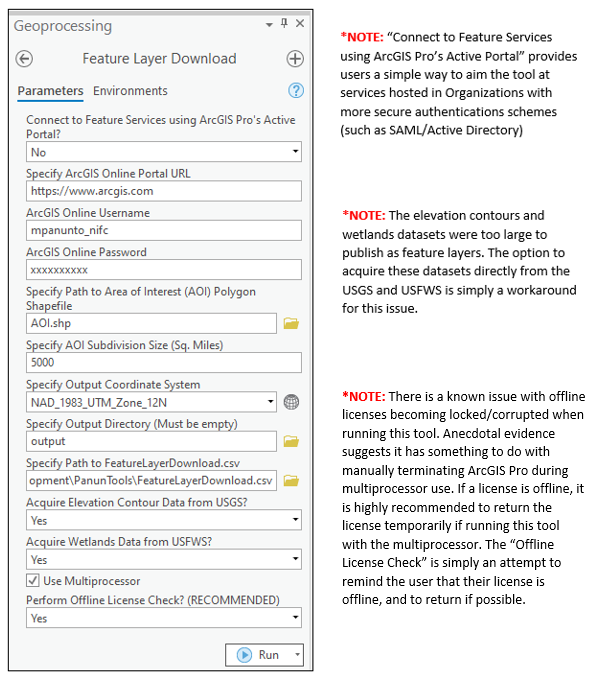 Geoprocessing
Feature Layer Download
Parameters Environments
?
Connect to Feature Services using ArcGIS Pro's Active
Portal?
No
Specify ArcGIS Online Portal URL
https://www.arcgis.com
ArcGIS Online Username
mpanunto_nifc
ArcGIS Online Password
xxxxxxxxxx
Specify Path to Area of Interest (AOI) Polygon
Shapefile
AOI.shp
Specify AOI Subdivision Size (Sq. Miles)
5000
Specify Output Coordinate System
NAD_1983_UTM_Zone_12N
Specify Output Directory (Must be empty)
output
Specify Path to FeatureLayerDownload.csv
opment\PanunTools\FeatureLayerDownload.csv
Acquire Elevation Contour Data from USGS?
Yes
Acquire Wetlands Data from USFWS?
Yes
Use Multiprocessor
Perform Offline License Check? (RECOMMENDED)
Yes
Run
*NOTE: “Connect to Feature Services
using ArcGIS Pro’s Active Portal” provides
users a simple way to aim the tool at
services hosted in Organizations with
more secure authentications schemes
(such as SAML/Active Directory)
*NOTE: The elevation contours and
wetlands datasets were too large to
publish as feature layers. The option to
acquire these datasets directly from the
USGS and USFWS is simply a workaround
for this issue.
*NOTE: There is a known issue with offline
licenses becoming locked/corrupted when
running this tool. Anecdotal evidence
suggests it has something to do with
manually terminating ArcGIS Pro during
multiprocessor use. If a license is offline, it
is highly recommended to return the
license temporarily if running this tool
with the multiprocessor. The “Offline
License Check” is simply an attempt to
remind the user that their license is
offline, and to return if possible.